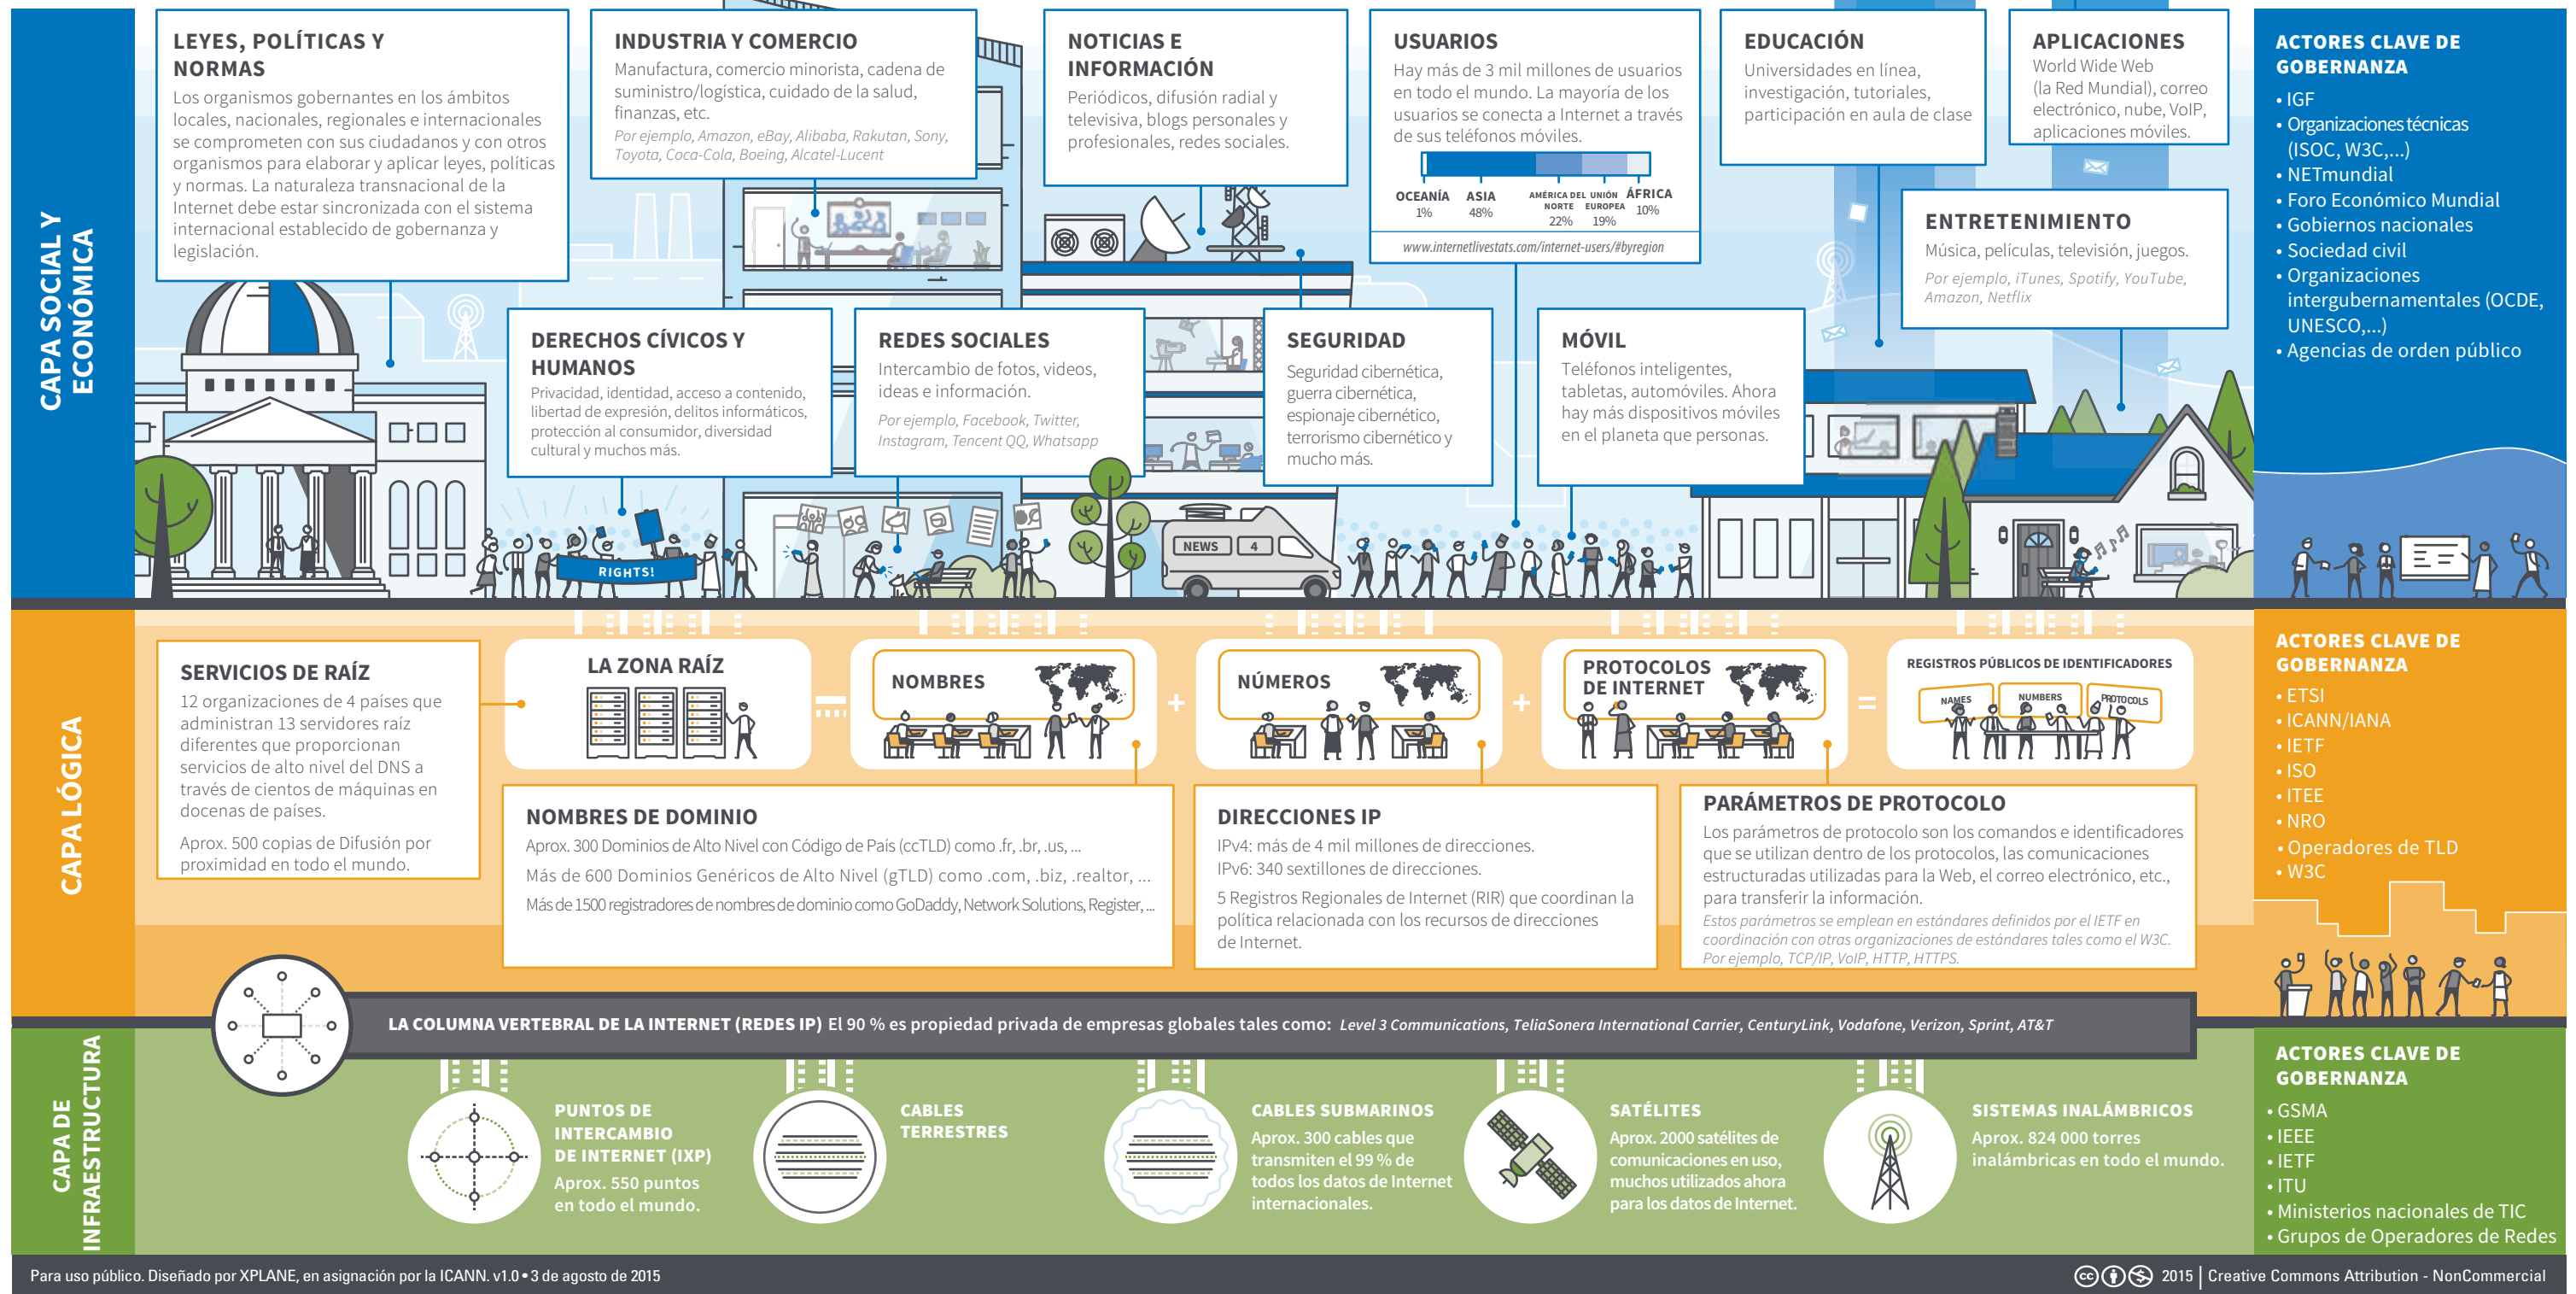 CAPA SOCIAL Y
ECONÓMICA
LEYES, POLÍTICAS Y
NORMAS
Los organismos gobernantes en los ámbitos
locales, nacionales, regionales e internacionales
se comprometen con sus ciudadanos y con otros
organismos para elaborar y aplicar leyes, políticas
y normas. La naturaleza transnacional de la
Internet debe estar sincronizada con el sistema
internacional establecido de gobernanza y
legislación.
INDUSTRIA Y COMERCIO
Manufactura, comercio minorista, cadena de
suministro/logística, cuidado de la salud,
finanzas, etc.
Por ejemplo, Amazon, eBay, Alibaba, Rakutan, Sony,
Toyota, Coca-Cola, Boeing, Alcatel-Lucent
NOTICIAS E
INFORMACIÓN
Periódicos, difusión radial y
televisiva, blogs personales y
profesionales, redes sociales.
USUARIOS
Hay más de 3 mil millones de usuarios
en todo el mundo. La mayoría de los
usuarios se conecta a Internet a través
de sus teléfonos móviles.
OCEANÍA
1%
ASIA
48%
AMÉRICA DEL
NORTE
22%
UNIÓN
EUROPEA
19%
ÁFRICA
10%
www.internetlivestats.com/internet-users/#byregion
EDUCACIÓN
Universidades en línea,
investigación, tutoriales,
participación en aula de clase
APLICACIONES
World Wide Web
(la Red Mundial), correo
electrónico, nube, VoIP,
aplicaciones móviles.
ENTRETENIMIENTO
Música, películas, televisión, juegos.
Por ejemplo, iTunes, Spotify, YouTube,
Amazon, Netflix
DERECHOS CÍVICOS Y
HUMANOS
Privacidad, identidad, acceso a contenido,
libertad de expresión, delitos informáticos,
protección al consumidor, diversidad
cultural y muchos más.
REDES SOCIALES
Intercambio de fotos, videos,
ideas e información.
Por ejemplo, Facebook, Twitter,
Instagram, Tencent QQ, Whatsapp
SEGURIDAD
Seguridad cibernética,
guerra cibernética,
espionaje cibernético,
terrorismo cibernético y
mucho más.
MÓVIL
Teléfonos inteligentes,
tabletas, automóviles. Ahora
hay más dispositivos móviles
en el planeta que personas.
RIGHTS!
NEWS 4
ACTORES CLAVE DE
GOBERNANZA
• IGF
• Organizaciones técnicas
(ISOC, W3C,...)
• NETmundial
• Foro Económico Mundial
• Gobiernos nacionales
• Sociedad civil
• Organizaciones
intergubernamentales (OCDE,
UNESCO,...)
• Agencias de orden público
CAPA LÓGICA
SERVICIOS DE RAÍZ
12 organizaciones de 4 países que
administran 13 servidores raíz
diferentes que proporcionan
servicios de alto nivel del DNS a
través de cientos de máquinas en
docenas de países.
Aprox. 500 copias de Difusión por
proximidad en todo el mundo.
LA ZONA RAÍZ
NOMBRES
+
NÚMEROS
+
PROTOCOLOS
DE INTERNET
=
REGISTROS PÚBLICOS DE IDENTIFICADORES
NAMES
NUMBERS
PROTOCOLS
NOMBRES DE DOMINIO
Aprox. 300 Dominios de Alto Nivel con Código de País (ccTLD) como .fr, .br, .us, ...
Más de 600 Dominios Genéricos de Alto Nivel (gTLD) como .com, .biz, .realtor, ...
Más de 1500 registradores de nombres de dominio como GoDaddy, Network Solutions, Register, ...
DIRECCIONES IP
IPv4: más de 4 mil millones de direcciones.
IPv6: 340 sextillones de direcciones.
5 Registros Regionales de Internet (RIR) que coordinan la
política relacionada con los recursos de direcciones
de Internet.
PARÁMETROS DE PROTOCOLO
Los parámetros de protocolo son los comandos e identificadores
que se utilizan dentro de los protocolos, las comunicaciones
estructuradas utilizadas para la Web, el correo electrónico, etc.,
para transferir la información.
Estos parámetros se emplean en estándares definidos por el IETF en
coordinación con otras organizaciones de estándares tales como el W3C.
Por ejemplo, TCP/IP, VoIP, HTTP, HTTPS.
ACTORES CLAVE DE
GOBERNANZA
• ETSI
• ICANN/IANA
• IETF
• ISO
• ITEE
• NRO
• Operadores de TLD
• W3C
LA COLUMNA VERTEBRAL DE LA INTERNET (REDES IP) El 90 % es propiedad privada de empresas globales tales como: Level 3 Communications, TeliaSonera International Carrier, CenturyLink, Vodafone, Verizon, Sprint, AT&T
CAPA DE
INFRAESTRUCTURA
PUNTOS DE
INTERCAMBIO
DE INTERNET (IXP)
Aprox. 550 puntos
en todo el mundo.
CABLES
TERRESTRES
CABLES SUBMARINOS
Aprox. 300 cables que
transmiten el 99 % de
todos los datos de Internet
internacionales.
SATÉLITES
Aprox. 2000 satélites de
comunicaciones en uso,
muchos utilizados ahora
para los datos de Internet.
SISTEMAS INALÁMBRICOS
Aprox. 824 000 torres
inalámbricas en todo el mundo.
ACTORES CLAVE DE
GOBERNANZA
• GSMA
• IEEE
• IETF
• ITU
• Ministerios nacionales de TIC
• Grupos de Operadores de Redes
Para uso público. Diseñado por XPLANE, en asignación por la ICANN. v1.0 • 3 de agosto de 2015
cc 2015 | Creative Commons Attribution - NonCommercial